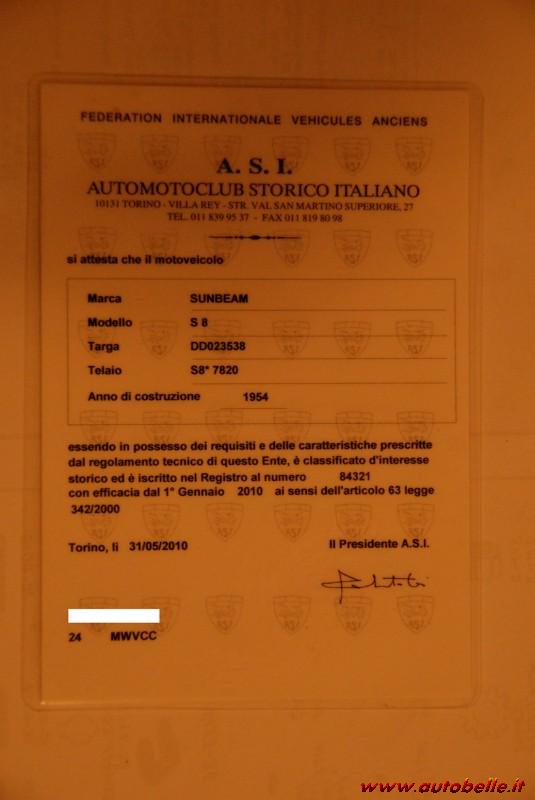 FEDERATION INTERNATIONALE VEHICULES ANCIENS
A. S. I.
AUTOMOTOCLUB STORICO ITALIANO
10131 TORINO - VILLA REY - STR. VAL SAN MARTINO SUPERIORE, 27
TEL. 011 839 95 37 - FAX 011 819 80 98
si attesta che il motoveicolo
Marca SUNBEAM
Modello S 8
Targa DD023538
Telaio S8* 7820
Anno di costruzione 1954
essendo in possesso dei requisiti e delle caratteristiche prescritte
dal regolamento tecnico di questo Ente, è classificato d'interesse
storico ed è iscritto nel Registro al numero 84321
con efficacia dal 1° Gennaio 2010 ai sensi dell'articolo 63 legge
342/2000
Torino, lì 31/05/2010 Il Presidente A.S.I.
24 MWVCC
www.autobelle.it